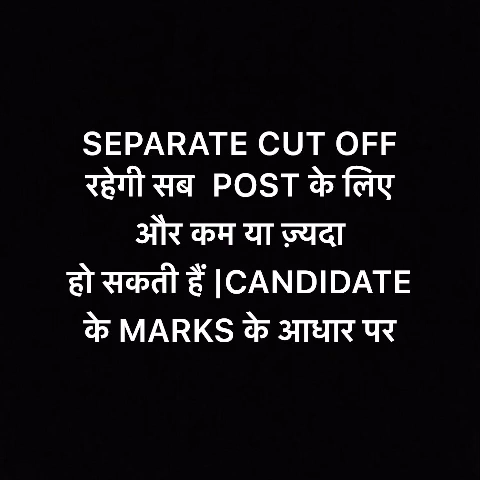 SEPARATE CUT OFF
रहेगी सब POST के लिए
और कम या ज़्यदा
हो सकती हैं |CANDIDATE
के MARKS के आधार पर